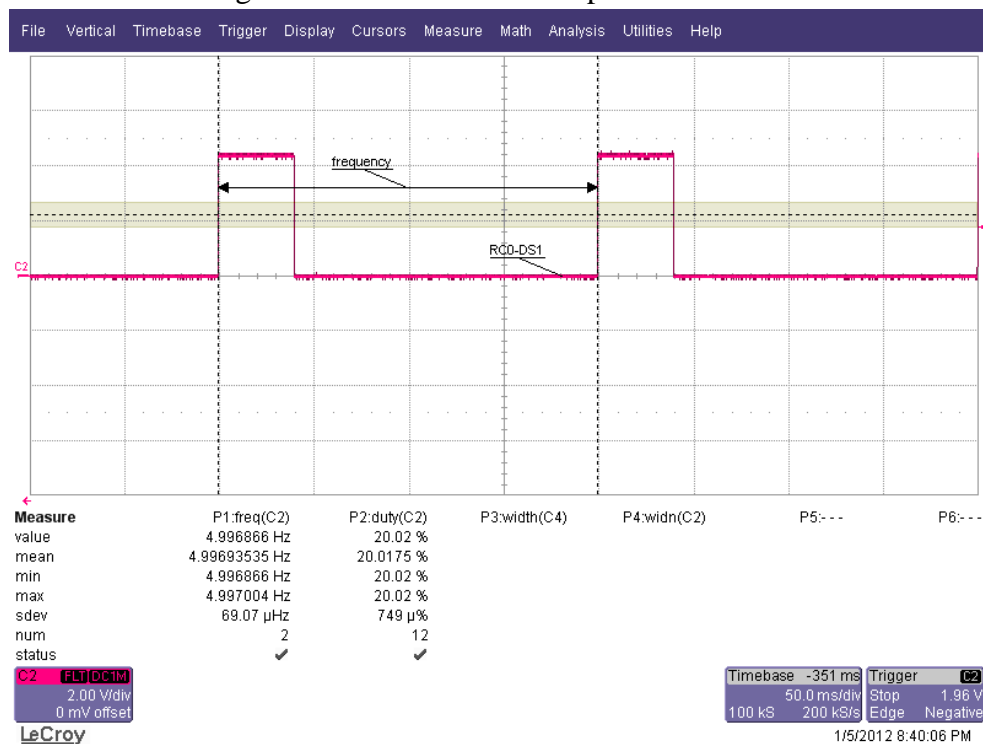 File Vertical Timebase Trigger Display Cursors Measure Math Analysis Utilities Help
frequency
RC0-DS1
C2
Measure P1:freq(C2) P2:duty(C2) P3:width(C4) P4:widn(C2) P5:- - - P6:- - -
value 4.996866 Hz 20.02 %
mean 4.99693535 Hz 20.0175 %
min 4.996866 Hz 20.02 %
max 4.997004 Hz 20.02 %
sdev 69.07 µHz 749 µ%
num 2 12
status
C2 FLT DC1M
2.00 V/div
0 mV offset
Timebase -351 ms
50.0 ms/div
100 kS 200 kS/s
Trigger C2
Stop 1.96 V
Edge Negative
LeCroy
1/5/2012 8:40:06 PM